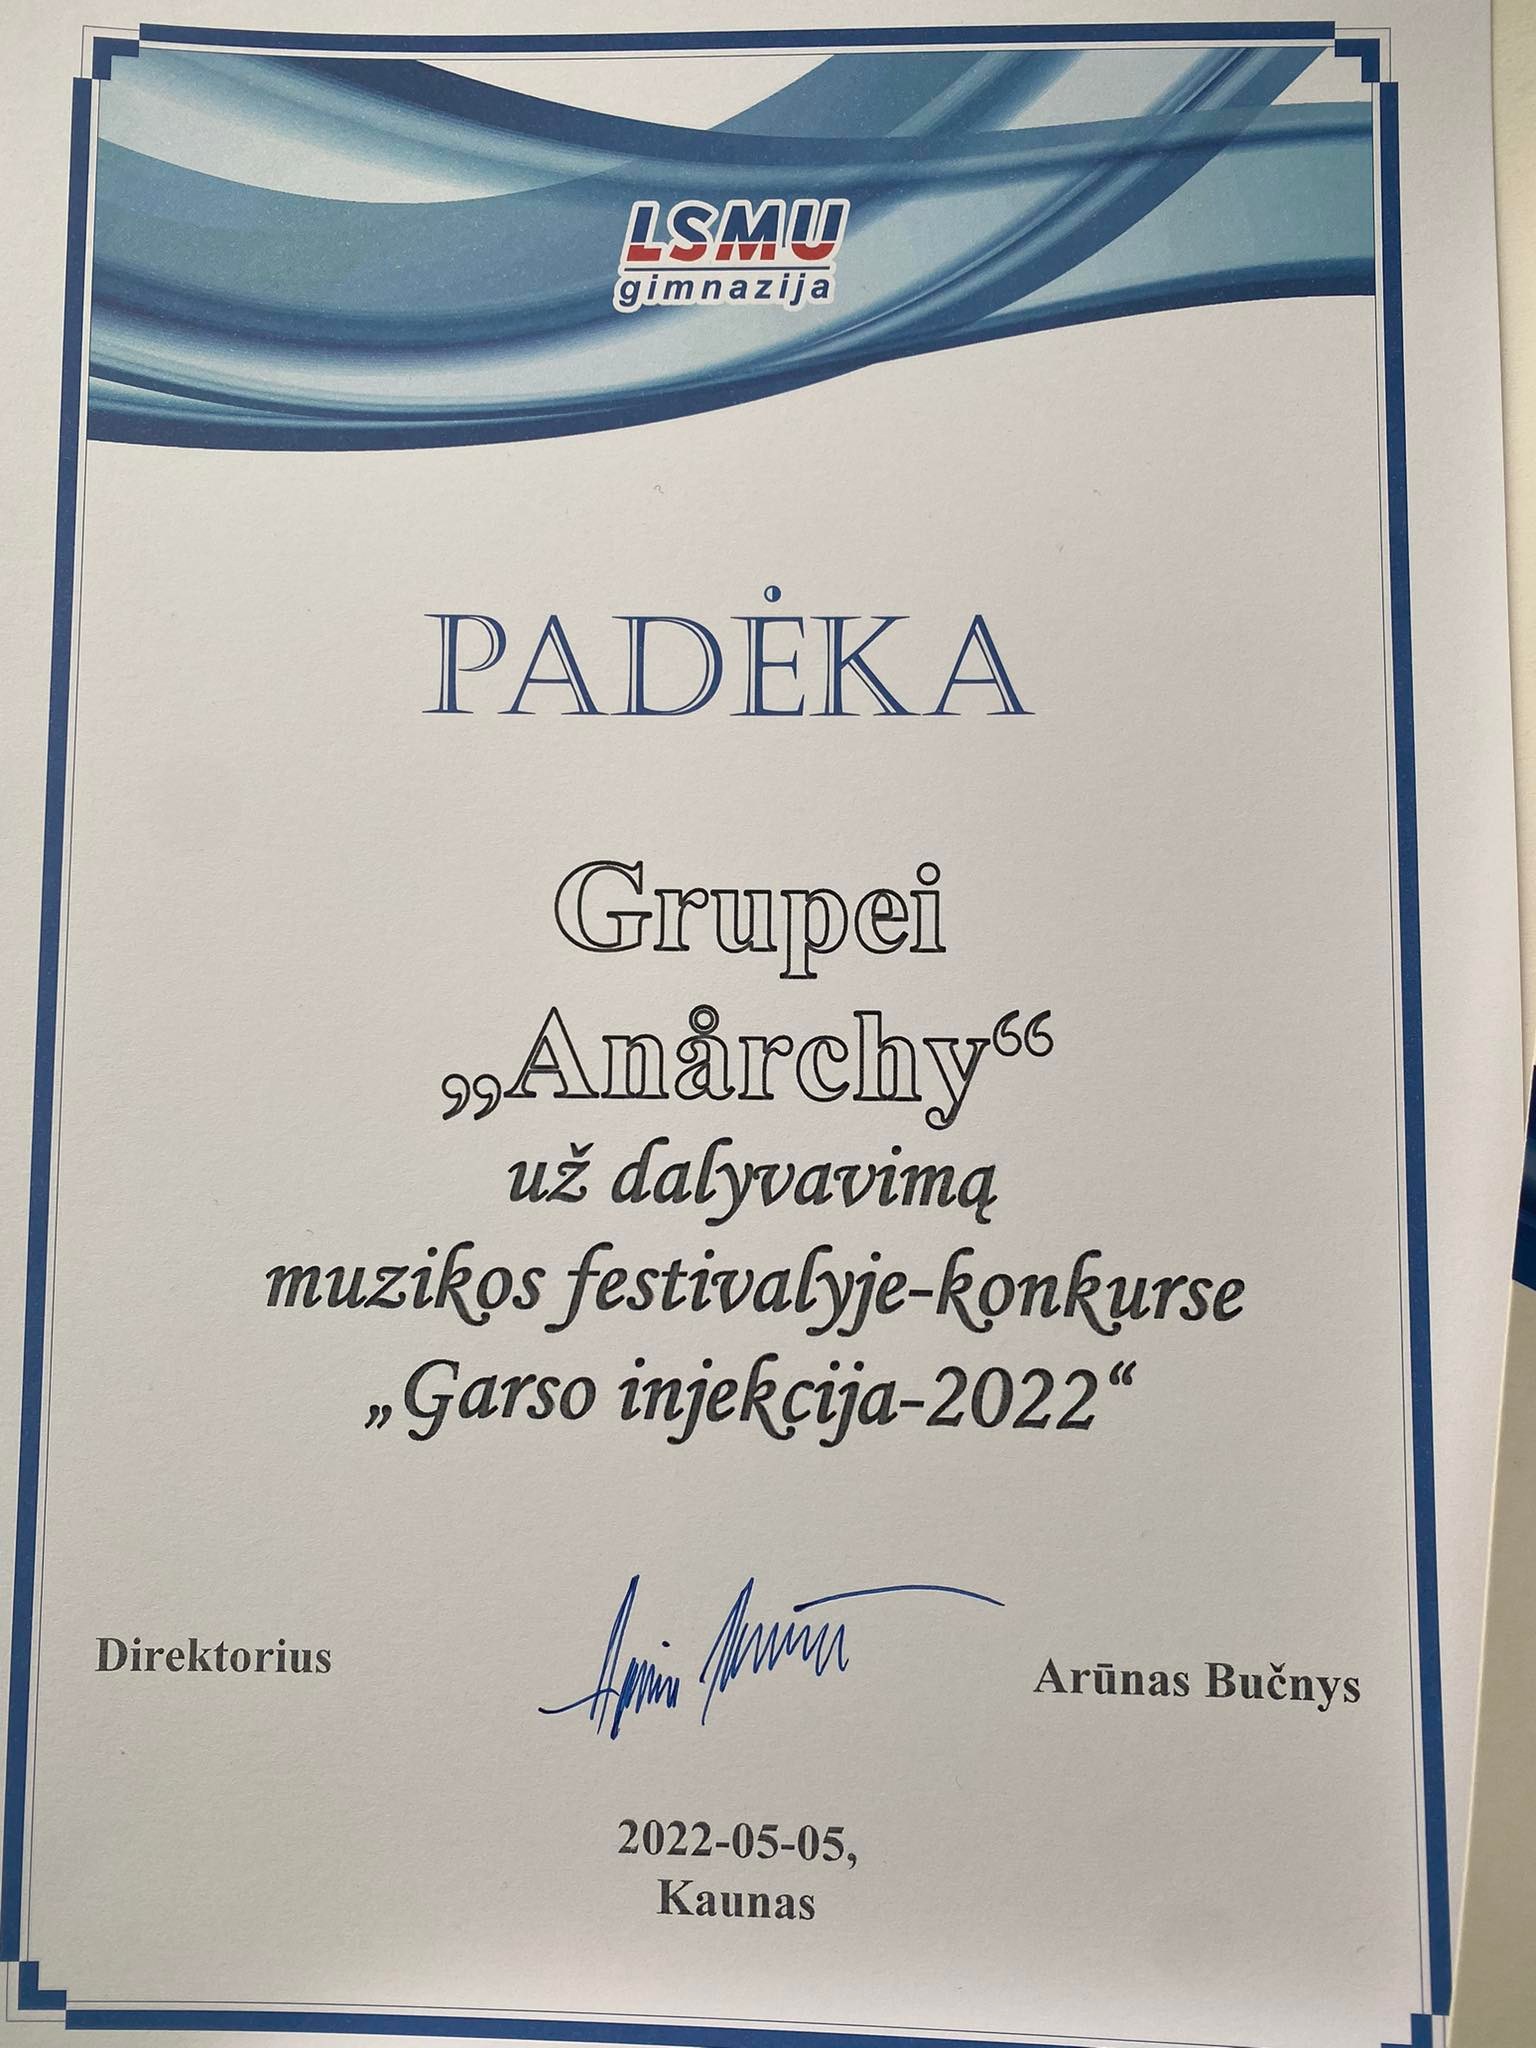 LSMU
gimnazija
PADĖKA
Grupei
„Anårchy“
už dalyvavimą
muzikos festivalyje-konkurse
„Garso injekcija-2022“
Direktorius
Arūnas Bučnys
2022-05-05,
Kaunas